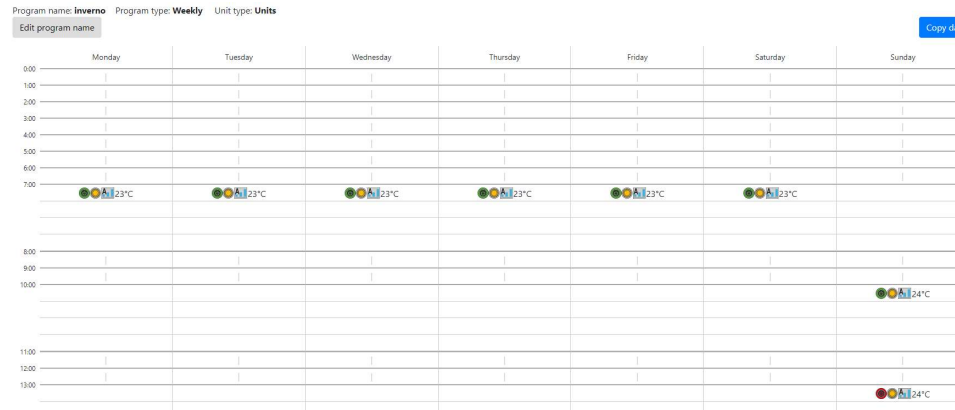 Program name: inverno Program type: Weekly Unit type: Units
Edit program name
Copy
Monday Tuesday Wednesday Thursday Friday Saturday Sunday
0:00
1:00
2:00
3:00
4:00
5:00
6:00
7:00
A 23°C A 23°C A 23°C A 23°C A 23°C A 23°C
8:00
9:00
10:00
A 24°C
11:00
12:00
13:00
A 24°C